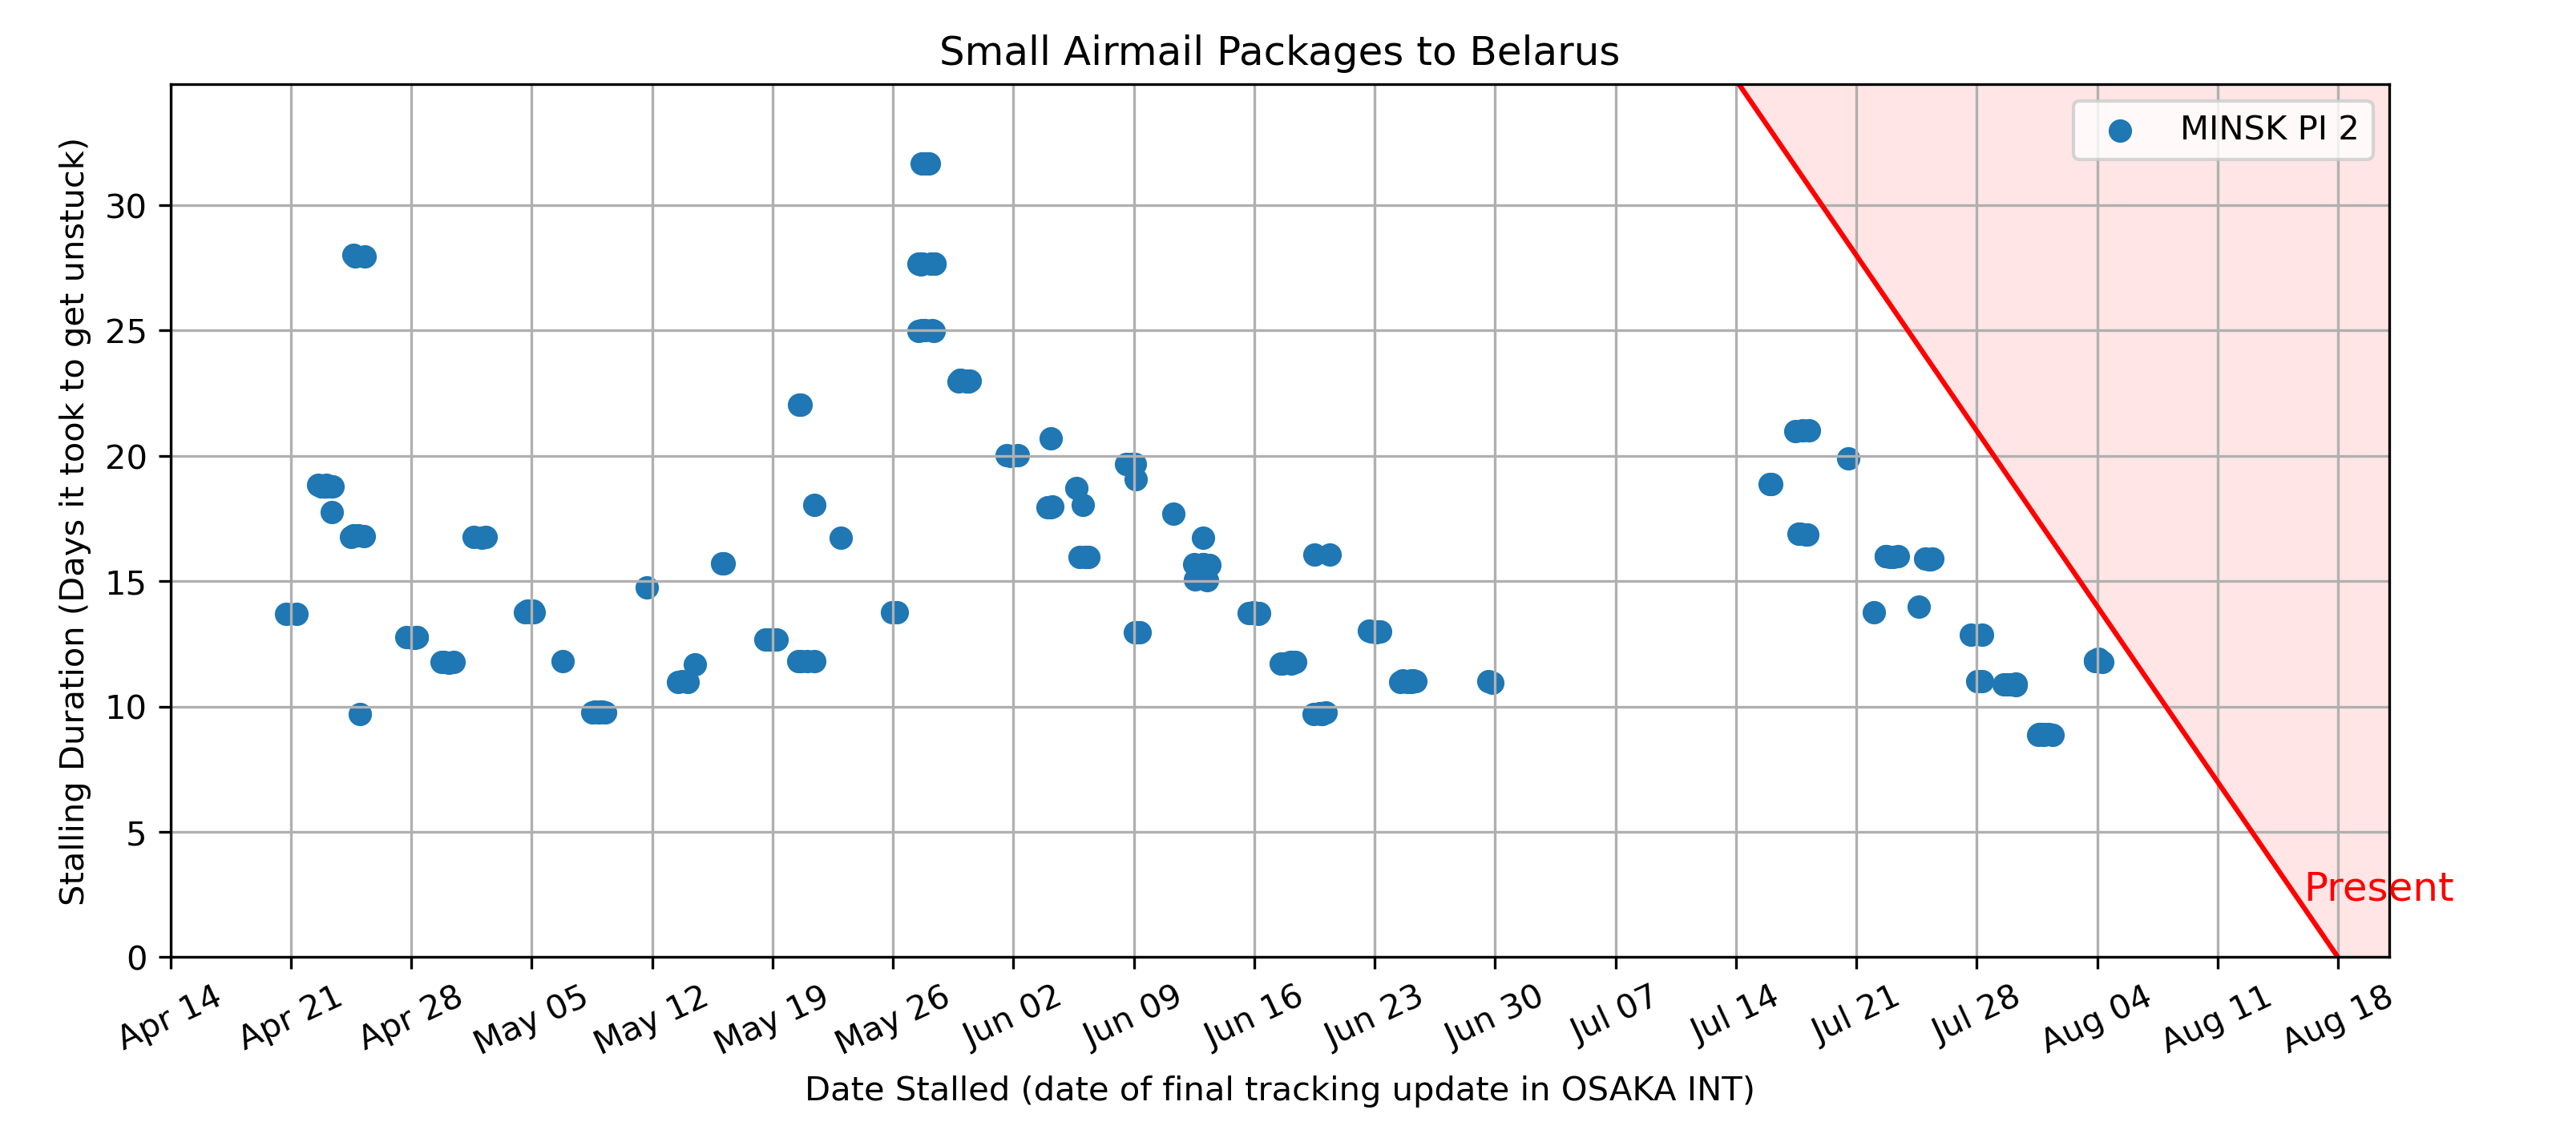 Small Airmail Packages to Belarus
MINSK PI 2
Stalling Duration (Days it took to get unstuck)
30
25
20
15
10
5
0
Present
Apr 14
Apr 21
Apr 28
May 05
May 12
May 19
May 26
Jun 02
Jun 09
Jun 16
Jun 23
Jun 30
Jul 07
Jul 14
Jul 21
Jul 28
Aug 04
Aug 11
Aug 18
Date Stalled (date of final tracking update in OSAKA INT)